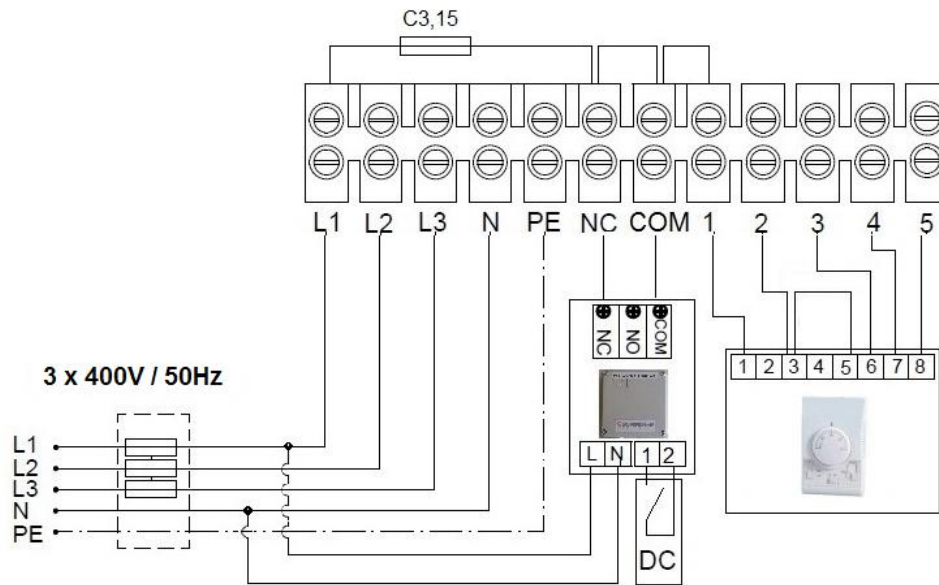 C3,15
L1 L2 L3 N PE NC COM 1 2 3 4 5
NC NO COM
3 x 400V / 50Hz
1 2 3 4 5 6 7 8
L1
L2
L3
N
PE
L N 1 2
DC